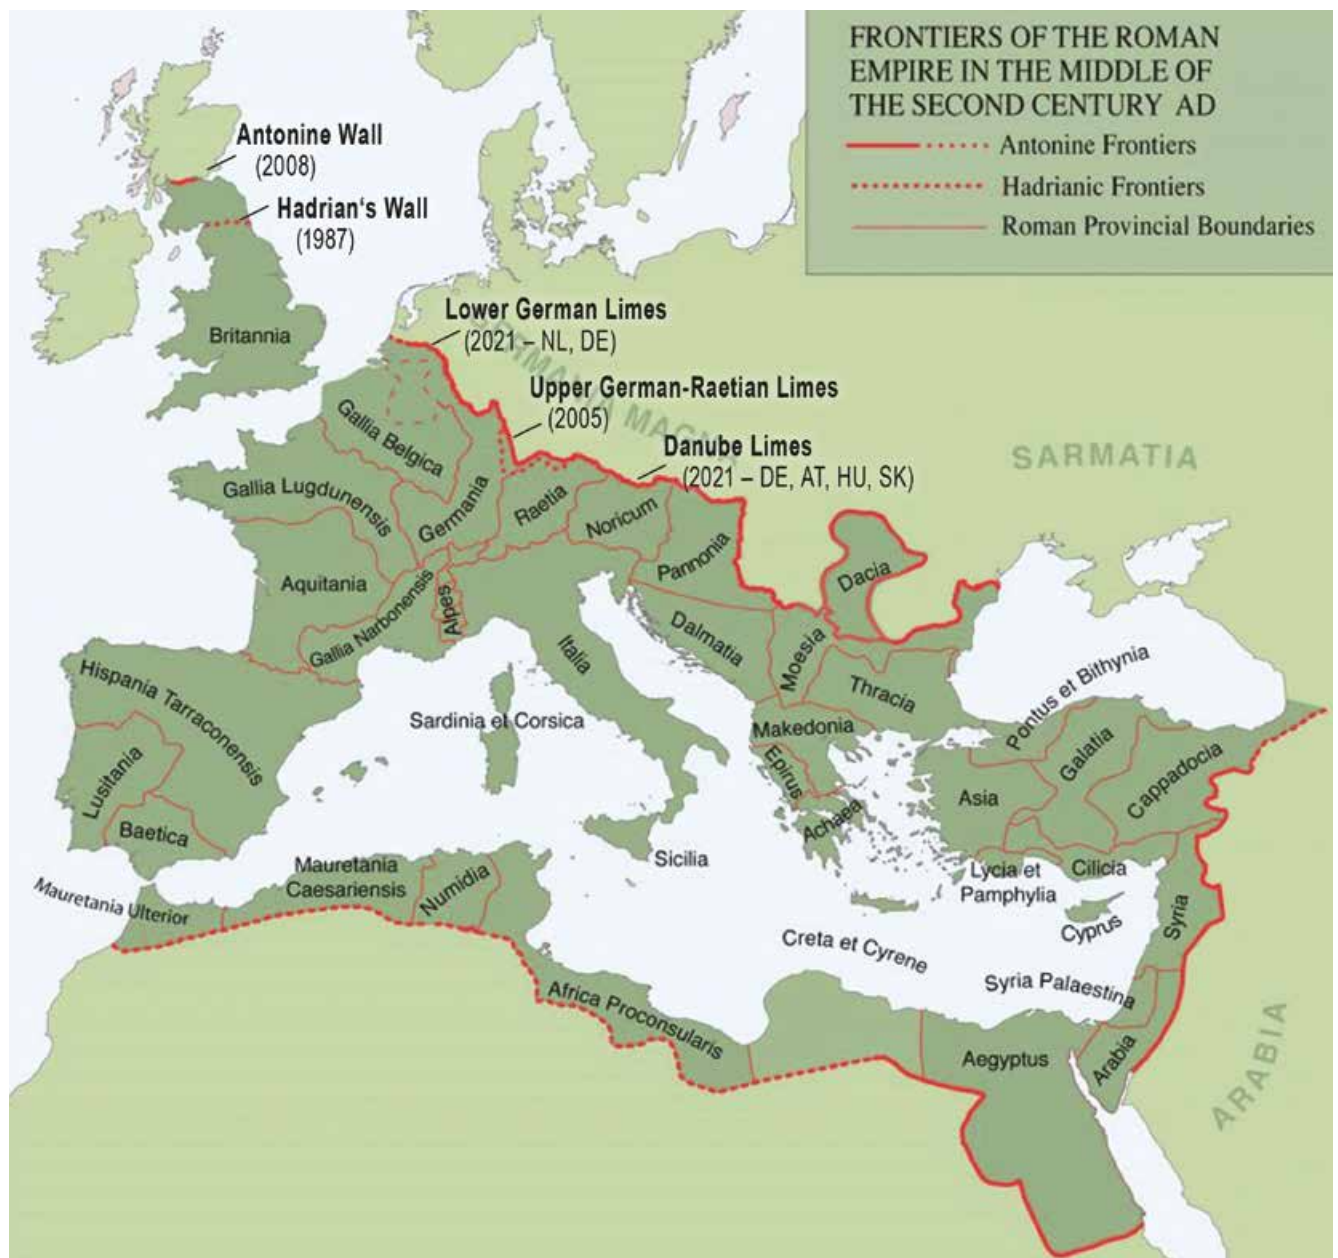 FRONTIERS OF THE ROMAN
EMPIRE IN THE MIDDLE OF
THE SECOND CENTURY AD
Antonine Frontiers
Hadrianic Frontiers
Roman Provincial Boundaries
Antonine Wall
(2008)
Hadrian‘s Wall
(1987)
Britannia
Lower German Limes
(2021 – NL, DE)
GERMANIA MAGNA
Upper German-Raetian Limes
(2005)
Danube Limes
(2021 – DE, AT, HU, SK)
SARMATIA
Gallia Belgica
Gallia Lugdunensis
Germania
Raetia
Noricum
Pannonia
Dacia
Aquitania
Gallia Narbonensis
Alpes
Italia
Dalmatia
Moesia
Thracia
Pontus et Bithynia
Hispania Tarraconensis
Sardinia et Corsica
Makedonia
Epirus
Galatia
Cappadocia
Lusitania
Baetica
Asia
Achaea
Sicilia
Lycia et
Pamphylia
Cilicia
Mauretania
Caesariensis
Numidia
Mauretania Ulterior
Cyprus
Syria
Creta et Cyrene
Syria Palaestina
Africa Proconsularis
Aegyptus
Arabia
ARABIA